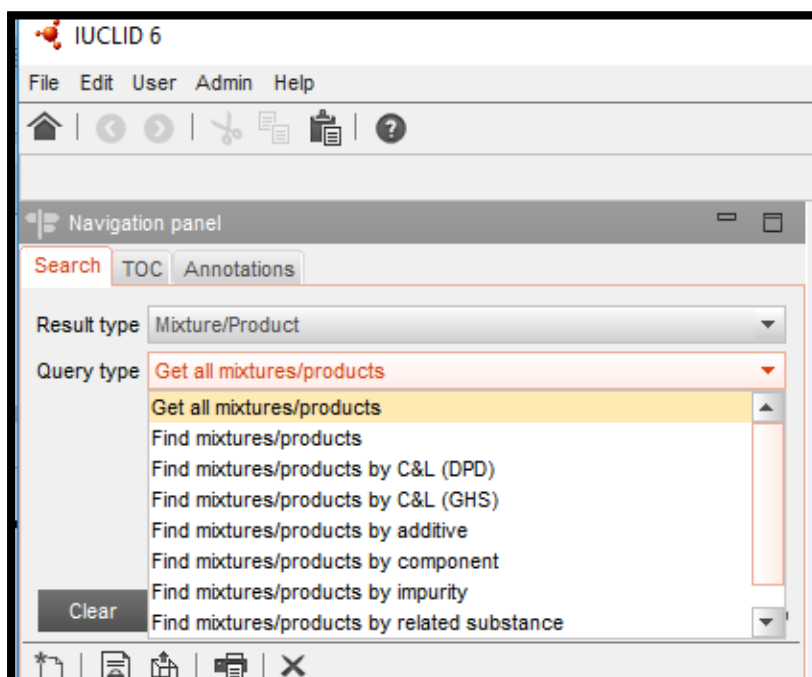 IUCLID 6
File Edit User Admin Help
Navigation panel
Search TOC Annotations
Result type Mixture/Product
Query type Get all mixtures/products
Get all mixtures/products
Find mixtures/products
Find mixtures/products by C&L (DPD)
Find mixtures/products by C&L (GHS)
Find mixtures/products by additive
Find mixtures/products by component
Find mixtures/products by impurity
Clear Find mixtures/products by related substance